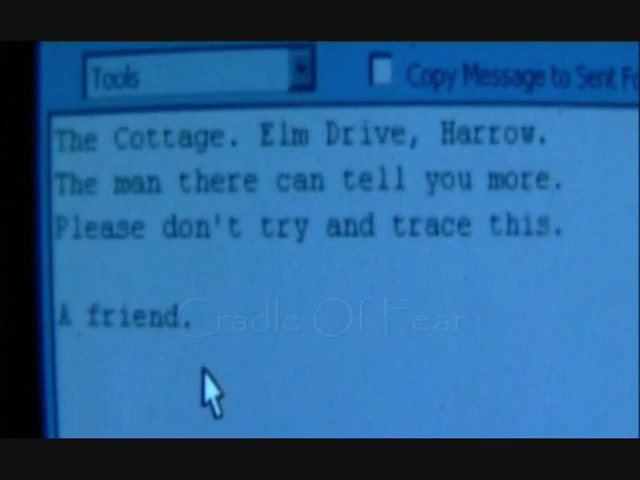 Tools
Copy Message to Sent Fo
The Cottage. Elm Drive, Harrow.
The man there can tell you more.
Please don't try and trace this.
A friend.
Cradle Of Fear